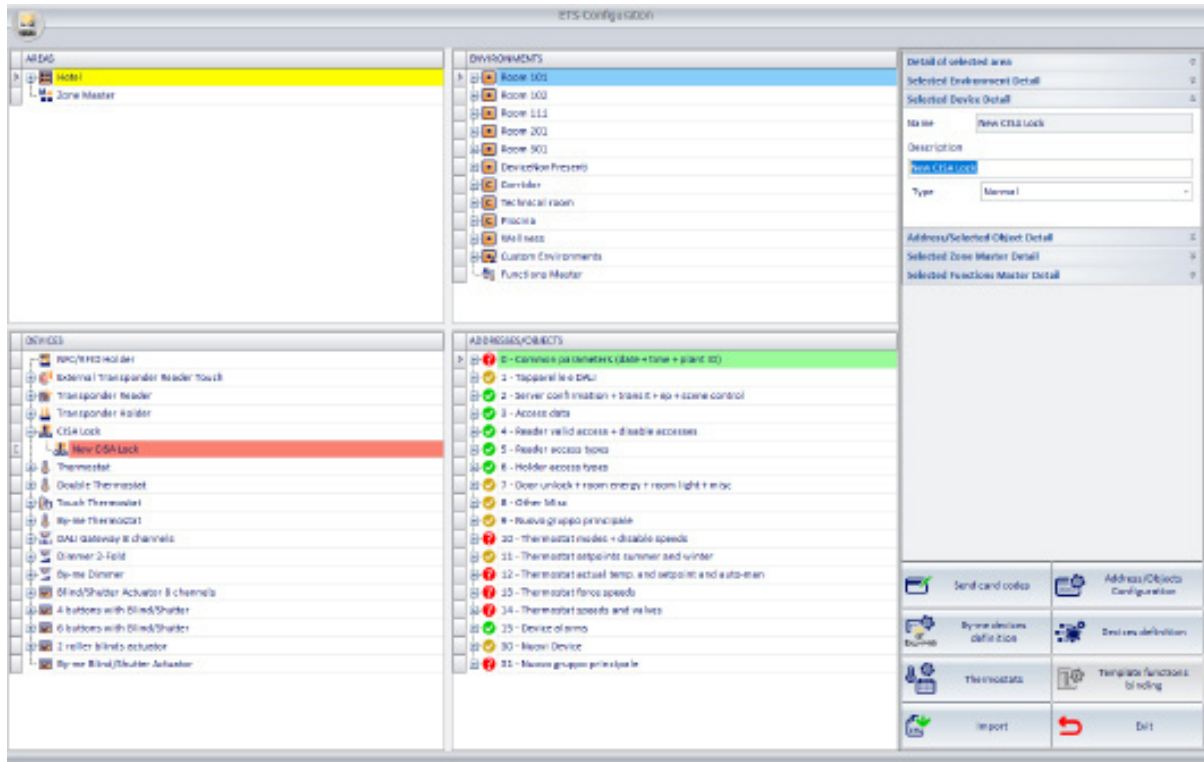 ETS Configuration
AREAS
Hotel
Zone Master
ENVIRONMENTS
Room 101
Room 102
Room 111
Room 201
Room 901
DeviceNonPresenti
Corridor
Technical room
Piscina
Wellness
Custom Environments
Functions Master
Detail of selected area
Selected Environment Detail
Selected Device Detail
Name New CISA Lock
Description
New CISA Lock
Type Normal
Address/Selected Object Detail
Selected Zone Master Detail
Selected Functions Master Detail
DEVICES
NFC/RFID Holder
External Transponder Reader Touch
Transponder Reader
Transponder Holder
CISA Lock
New CISA Lock
Thermostat
Double Thermostat
Touch Thermostat
By-me Thermostat
DALI Gateway 8 channels
Dimmer 2-Fold
By-me Dimmer
Blind/Shutter Actuator 8 channels
4 buttons with Blind/Shutter
6 buttons with Blind/Shutter
2 roller blinds actuator
By-me Blind/Shutter Actuator
ADDRESSES/OBJECTS
0 - Common parameters (date + time + plant ID)
1 - Tapparelle e DALI
2 - Server confirmation + transit + ep + scene control
3 - Access data
4 - Reader valid access + disable accesses
5 - Reader access types
6 - Holder access types
7 - Door unlock + room energy + room light + misc
8 - Other Misc
9 - Nuovo gruppo principale
10 - Thermostat modes + disable speeds
11 - Thermostat setpoints summer and winter
12 - Thermostat actual temp. and setpoint and auto-man
13 - Thermostat force speeds
14 - Thermostat speeds and valves
15 - Device alarms
30 - Nuovi Device
31 - Nuovo gruppo principale
Send card codes
Address/Objects
Configuration
By-me devices
definition
Devices definition
Thermostats
Template functions
binding
Import
Exit